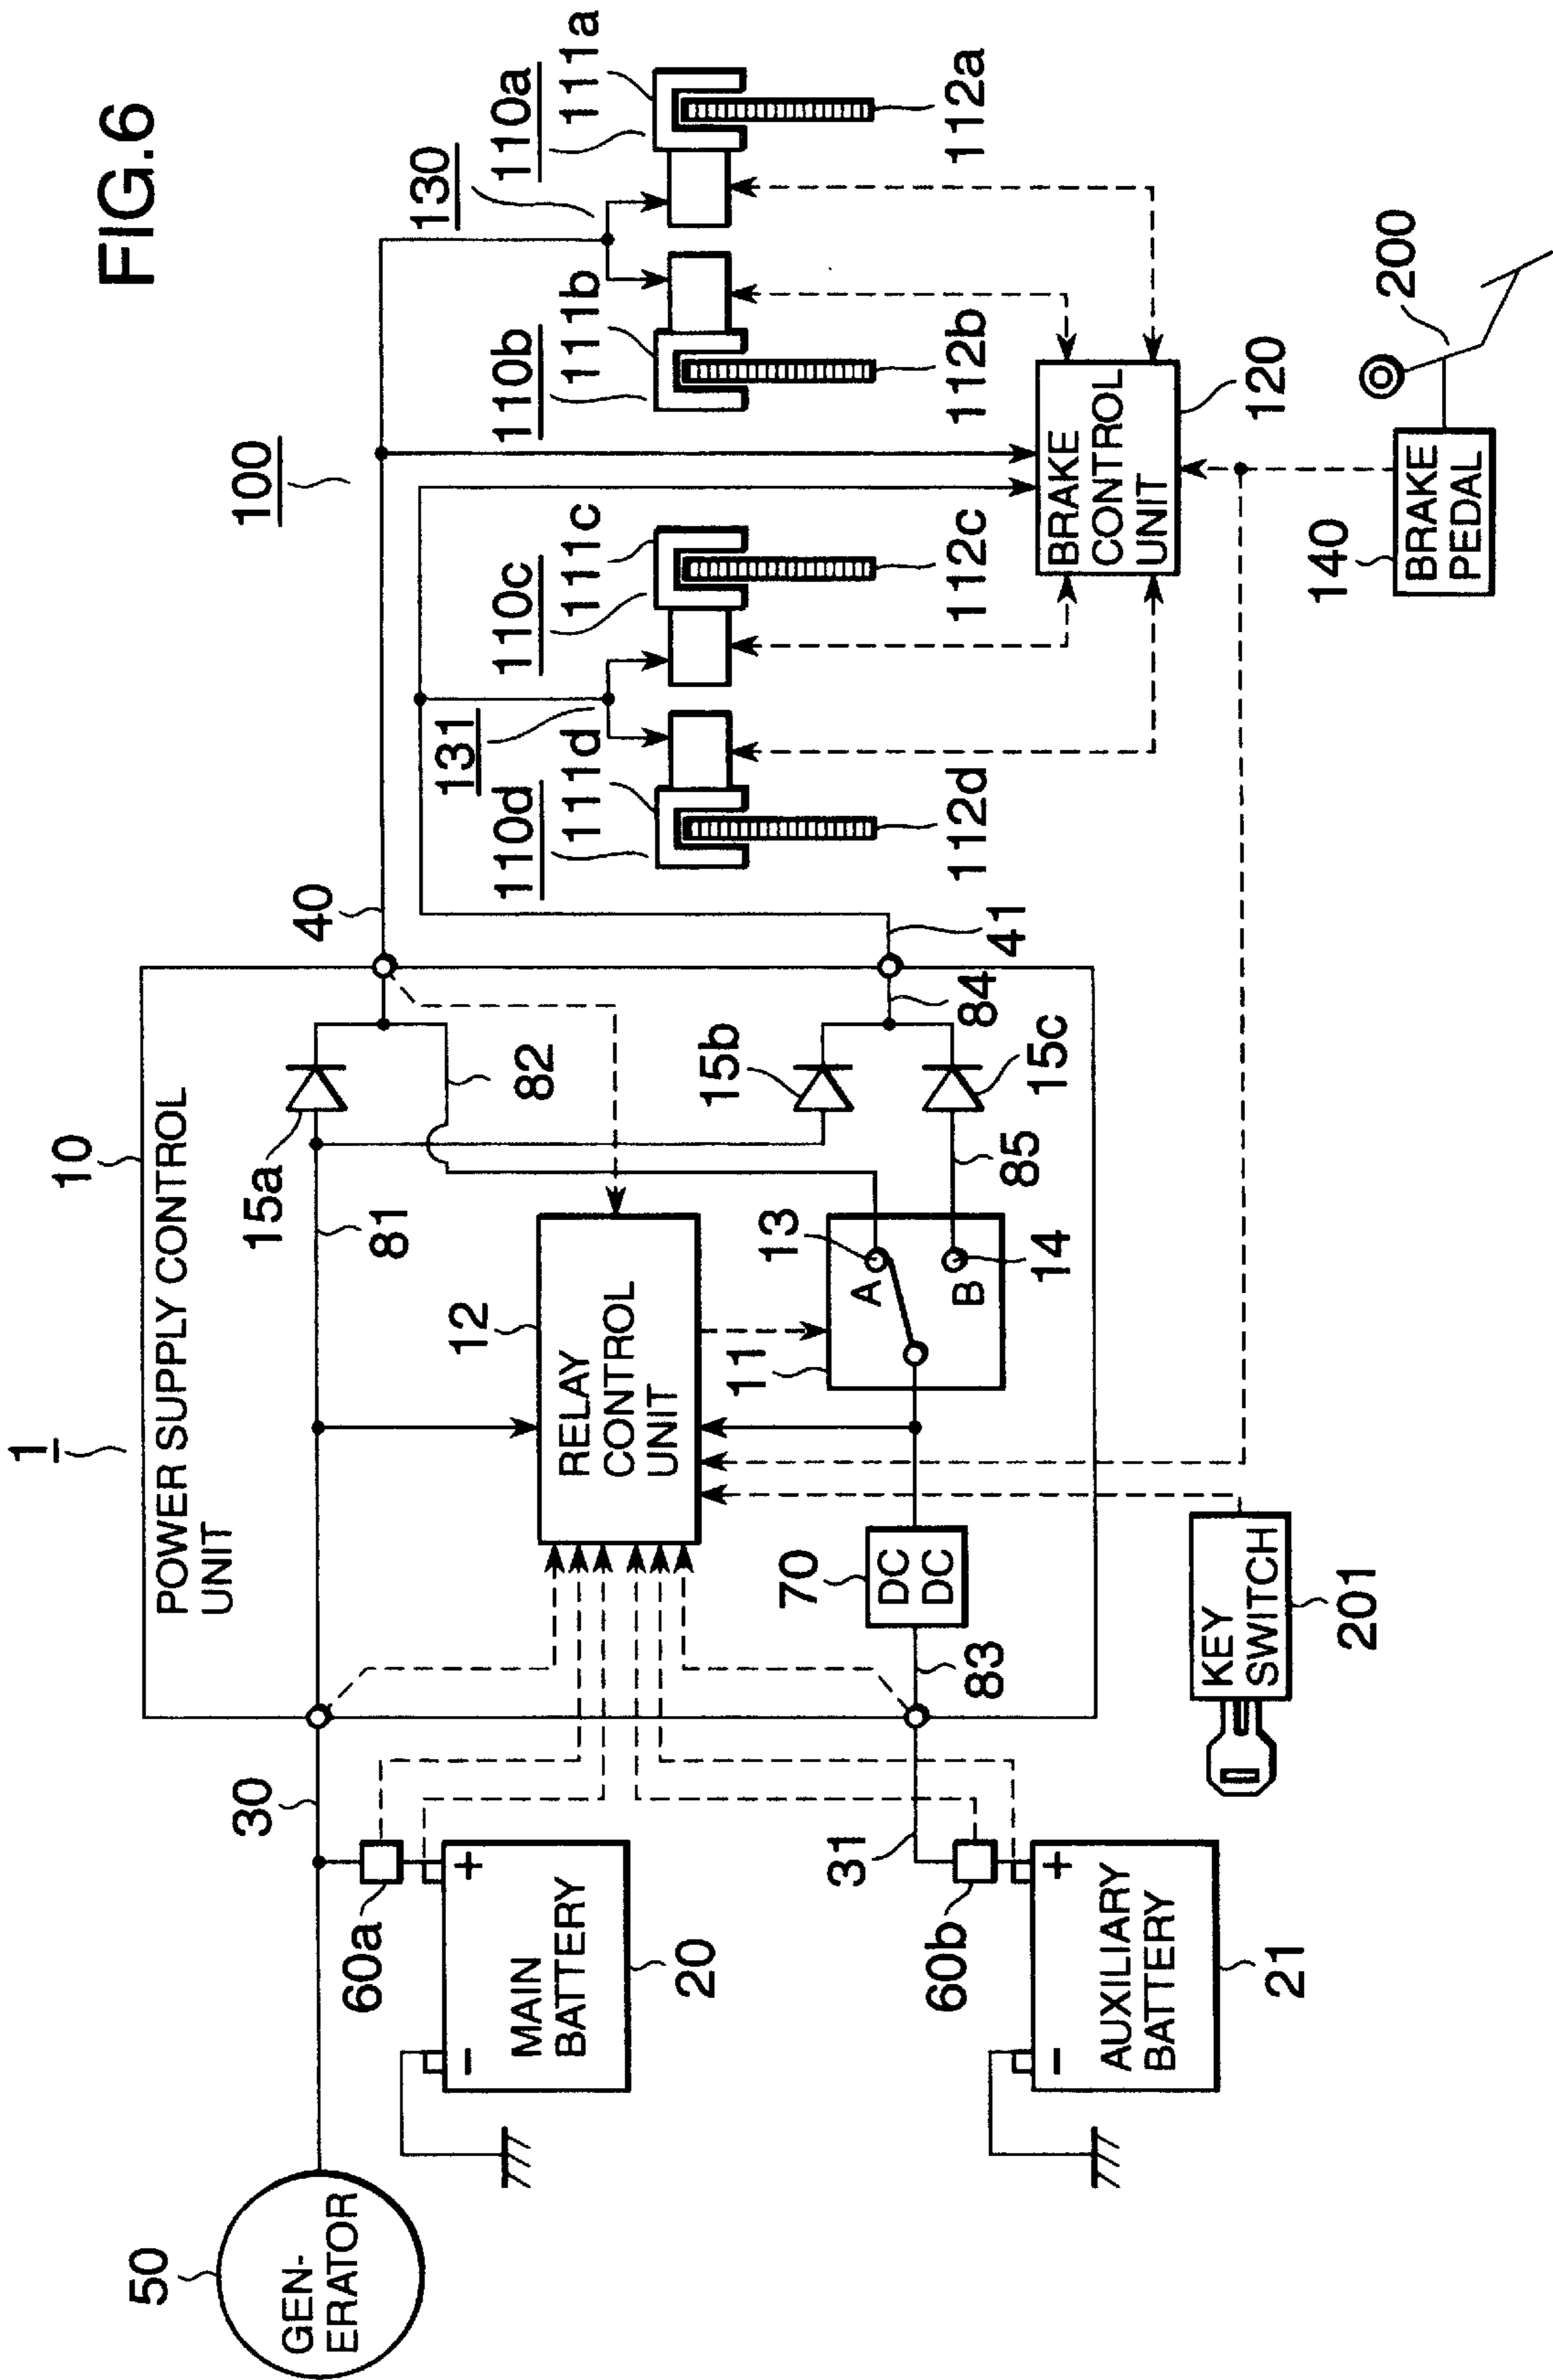 FIG.6
1
10
POWER SUPPLY CONTROL
UNIT
100
50
GEN-
ERATOR
30
81
15a
82
40
130
110a
111a
110b
111b
131
110c
111c
110d
111d
112a
112b
112c
112d
60a
MAIN
BATTERY
+
−
20
12
RELAY
CONTROL
UNIT
11
A
13
B
14
15b
15c
85
84
41
70
DC
DC
83
31
60b
AUXILIARY
BATTERY
+
−
21
KEY
SWITCH
201
BRAKE
CONTROL
UNIT
120
140
BRAKE
PEDAL
200